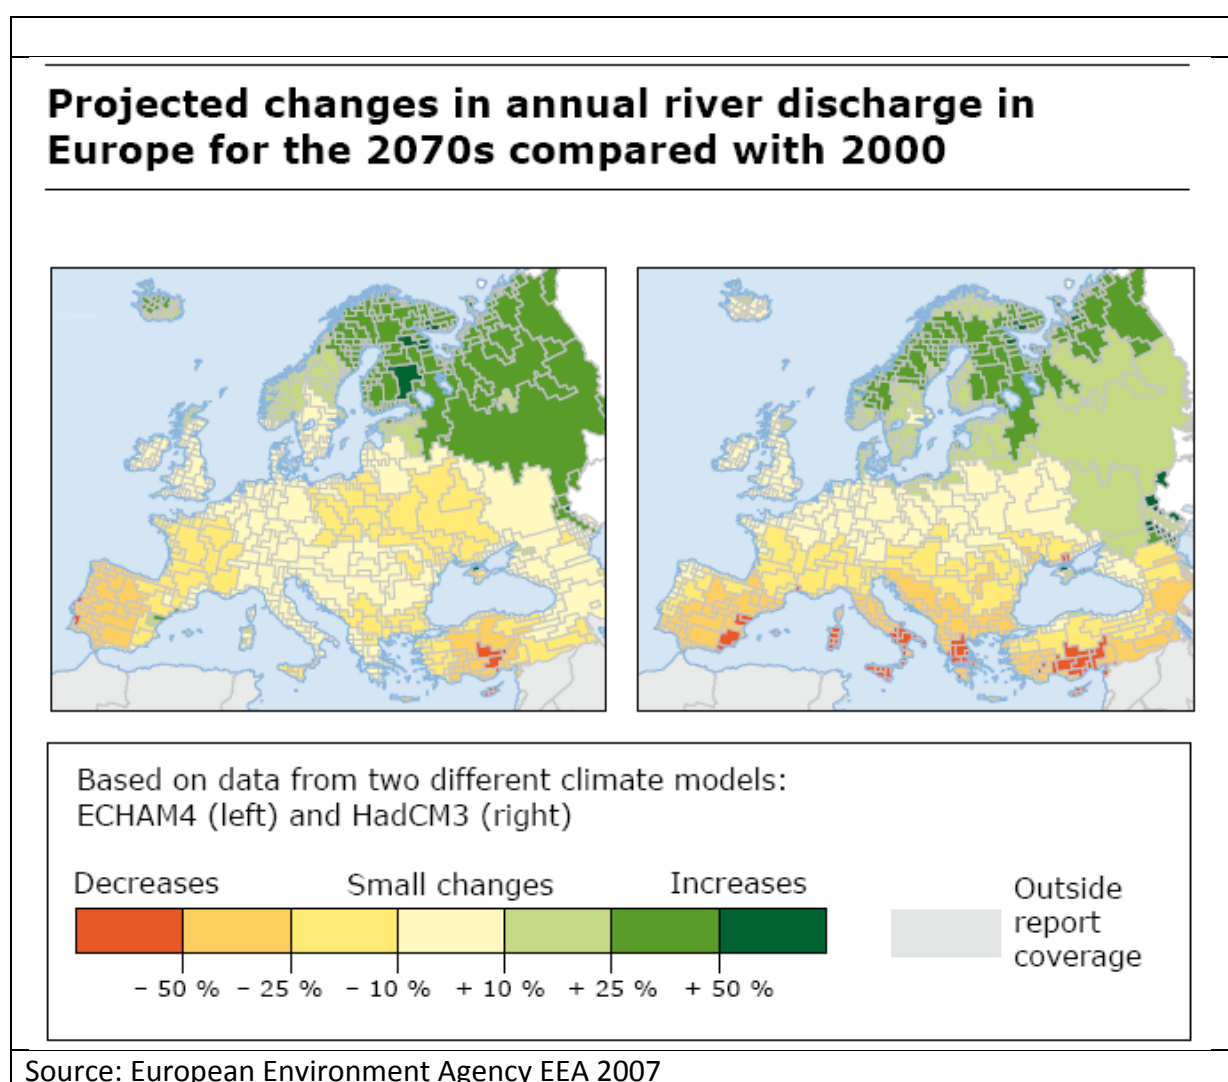 Projected changes in annual river discharge in
Europe for the 2070s compared with 2000
Based on data from two different climate models:
ECHAM4 (left) and HadCM3 (right)
Decreases Small changes Increases
− 50 % − 25 % − 10 % + 10 % + 25 % + 50 %
Outside
report
coverage
Source: European Environment Agency EEA 2007